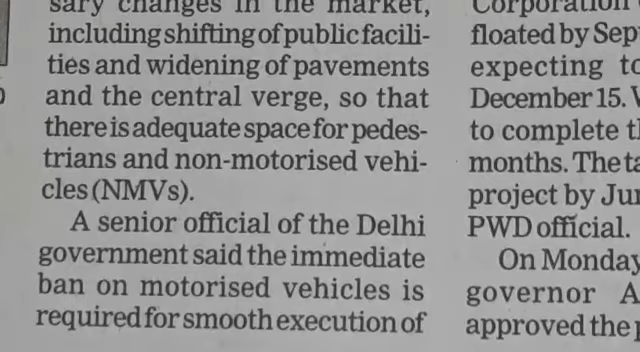 sary changes in the market,
including shifting of public facili-
ties and widening of pavements
and the central verge, so that
there is adequate space for pedes-
trians and non-motorised vehi-
cles (NMVs).
A senior official of the Delhi
government said the immediate
ban on motorised vehicles is
required for smooth execution of
Corporation
floated by Sep
expecting to
December 15.
to complete
months. The
project by
PWD official.
On Monday
governor A
approved the